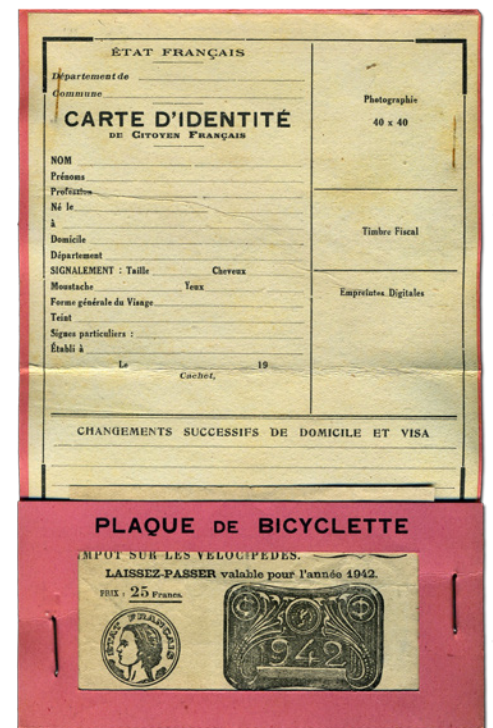 ÉTAT FRANÇAIS
Département de
Commune
CARTE D'IDENTITÉ
DE CITOYEN FRANÇAIS
NOM
Prénoms
Profession
Né le
à
Domicile
Département
SIGNALEMENT : Taille Cheveux
Moustache Yeux
Forme générale du Visage
Teint
Signes particuliers :
Établi à
Le 19
Cachet,
Photographie
40 x 40
Timbre Fiscal
Empreintes Digitales
CHANGEMENTS SUCCESSIFS DE DOMICILE ET VISA
PLAQUE DE BICYCLETTE
IMPOT SUR LES VÉLOCIPÈDES.
LAISSEZ-PASSER valable pour l'année 1942.
PRIX : 25 Francs.
ÉTAT FRANÇAIS
1942